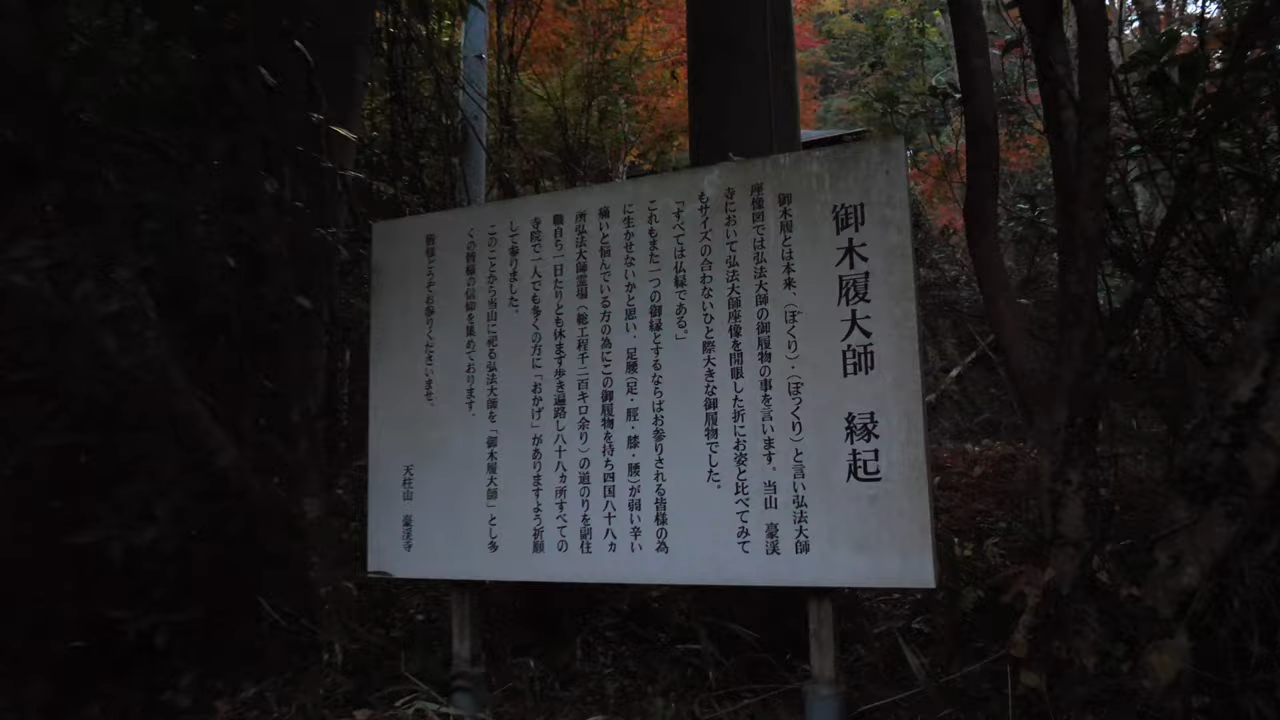 御木履大師　縁起
御木履とは本来、（ぼくり）・（ぽっくり）と言い弘法大師
座像図では弘法大師の御履物の事を言います。当山　豪渓
寺において弘法大師座像を開眼した折にお姿と比べてみて
もサイズの合わないひと際大きな御履物でした。
「すべては仏縁である。」
これもまた一つの御縁とするならばお参りされる皆様の為
に生かせないかと思い、足腰（足・脛・膝・腰）が弱い辛い
痛いと悩んでいる方の為にこの御履物を持ち四国八十八ヵ
所弘法大師霊場（総工程千二百キロ余り）の道のりを副住
職自ら一日たりとも休まず歩き遍路し八十八ヵ所すべての
寺院で一人でも多くの方に「おかげ」がありますよう祈願
して参りました。
このことから当山に祀る弘法大師を「御木履大師」とし多
くの皆様の信仰を集めております。
皆様どうぞお参りくださいませ。
天柱山　豪渓寺